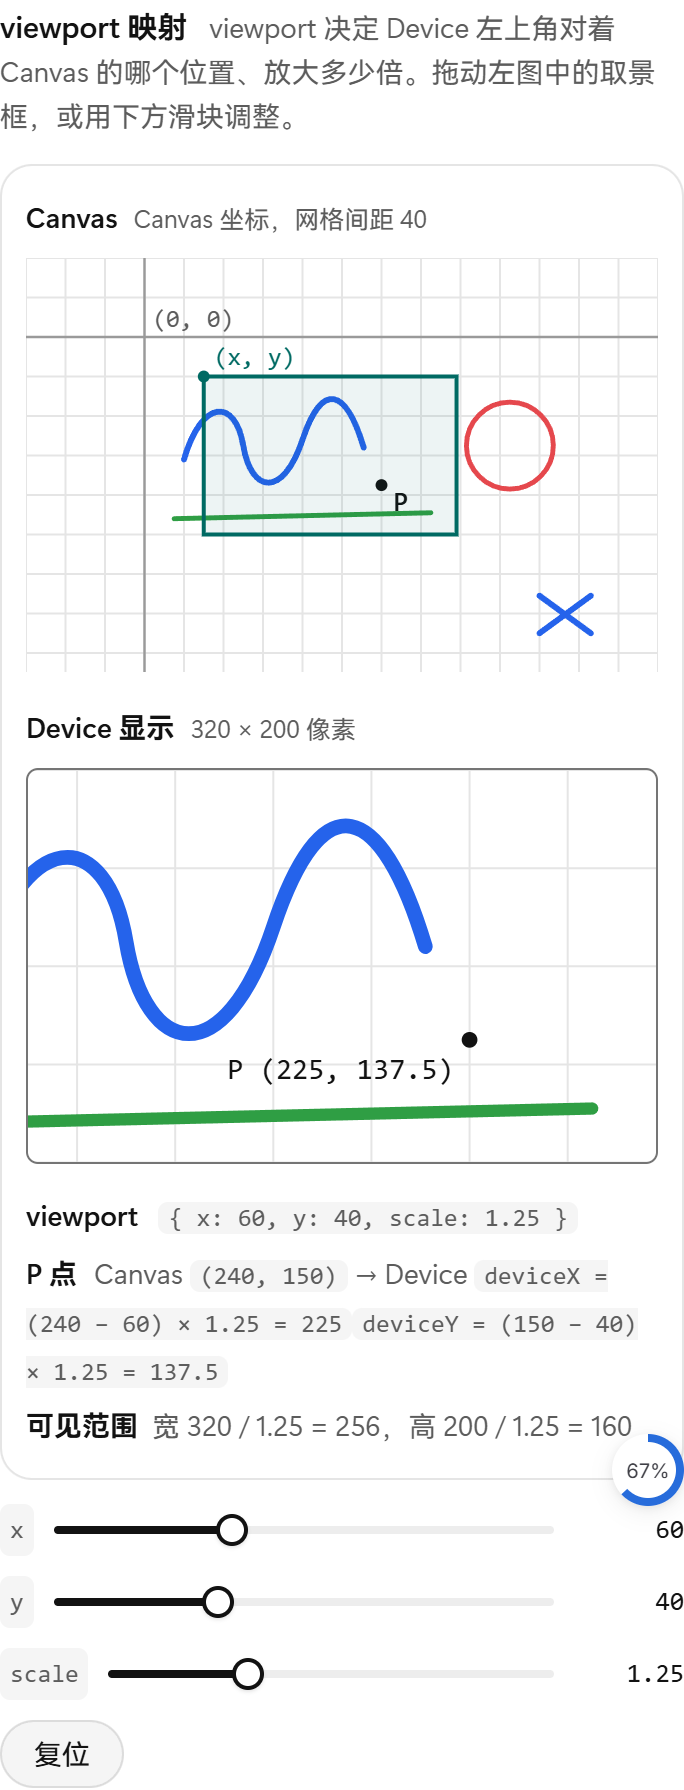 viewport 映射 viewport 决定 Device 左上角对着
Canvas 的哪个位置、放大多少倍。拖动左图中的取景
框，或用下方滑块调整。
Canvas Canvas 坐标，网格间距 40
(0, 0)
(x, y)
P
Device 显示 320 × 200 像素
P (225, 137.5)
viewport { x: 60, y: 40, scale: 1.25 }
P 点 Canvas (240, 150) → Device deviceX =
(240 − 60) × 1.25 = 225 deviceY = (150 − 40)
× 1.25 = 137.5
可见范围 宽 320 / 1.25 = 256，高 200 / 1.25 = 160
67%
x 60
y 40
scale 1.25
复位